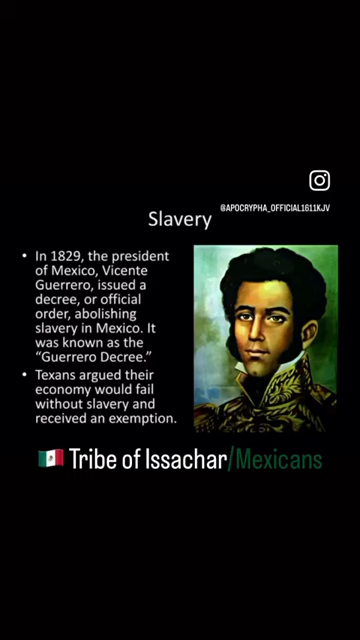 @APOCRYPHA_OFFICIAL1611KJV
Slavery
• In 1829, the president
of Mexico, Vicente
Guerrero, issued a
decree, or official
order, abolishing
slavery in Mexico. It
was known as the
“Guerrero Decree.”
• Texans argued their
economy would fail
without slavery and
received an exemption.
🇲🇽 Tribe of Issachar/Mexicans